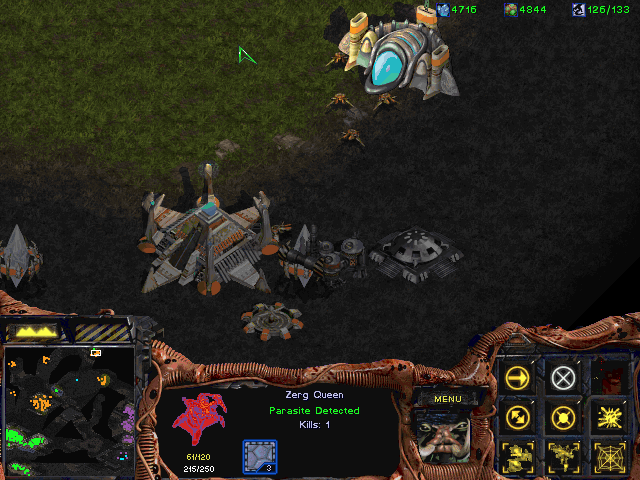 4716 4844 126/133
Zerg Queen
Parasite Detected
Kills: 1
MENU
61/120
215/250
3